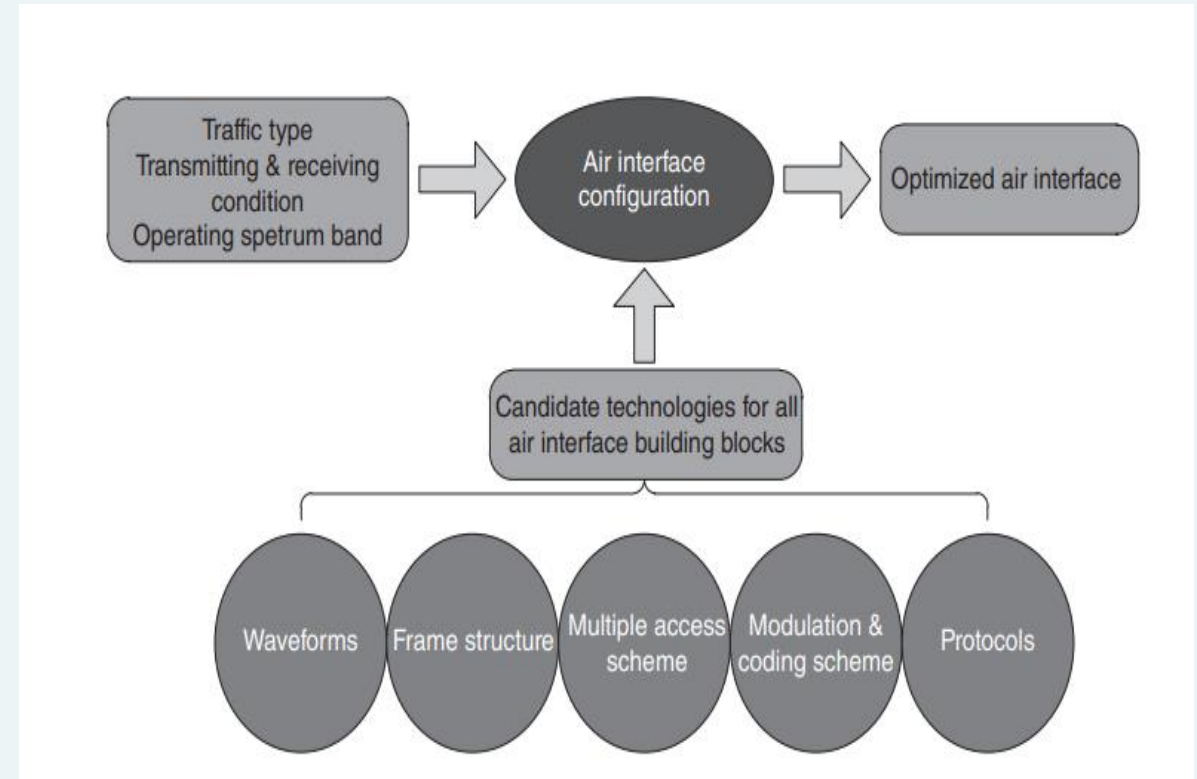 Traffic type
Transmitting & receiving
condition
Operating spetrum band
Air interface
configuration
Optimized air interface
Candidate technologies for all
air interface building blocks
Waveforms
Frame structure
Multiple access
scheme
Modulation &
coding scheme
Protocols